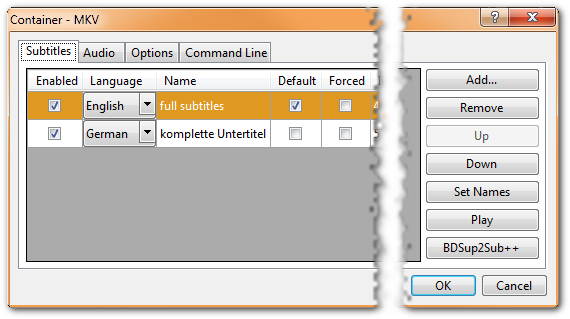 Container - MKV
Subtitles Audio Options Command Line
Enabled Language Name Default Forced
English full subtitles
German komplette Untertitel
Add...
Remove
Up
Down
Set Names
Play
BDSup2Sub++
OK Cancel